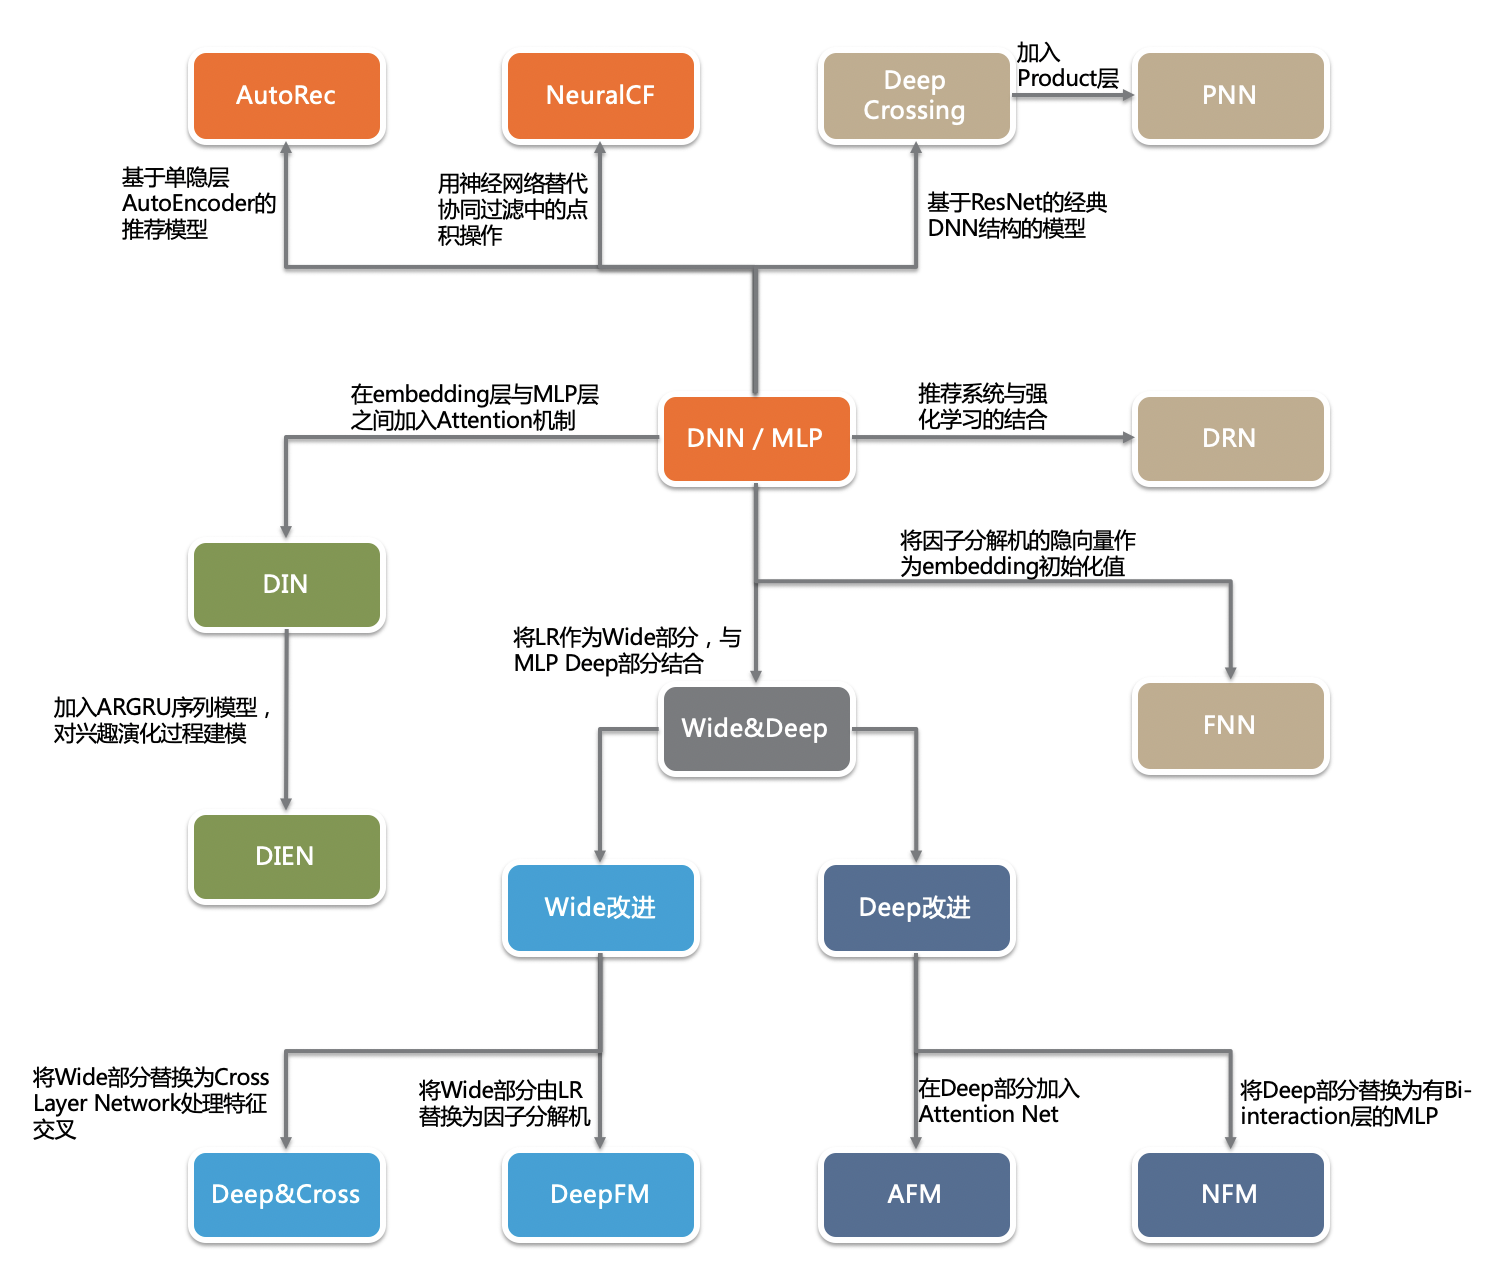 AutoRec
NeuralCF
Deep
Crossing
加入
Product层
PNN
基于单隐层
AutoEncoder的
推荐模型
用神经网络替代
协同过滤中的点
积操作
基于ResNet的经典
DNN结构的模型
在embedding层与MLP层
之间加入Attention机制
DNN / MLP
推荐系统与强
化学习的结合
DRN
DIN
将因子分解机的隐向量作
为embedding初始化值
将LR作为Wide部分，与
MLP Deep部分结合
加入ARGRU序列模型，
对兴趣演化过程建模
Wide&Deep
FNN
DIEN
Wide改进
Deep改进
将Wide部分替换为Cross
Layer Network处理特征
交叉
将Wide部分由LR
替换为因子分解机
在Deep部分加入
Attention Net
将Deep部分替换为有Bi-
interaction层的MLP
Deep&Cross
DeepFM
AFM
NFM